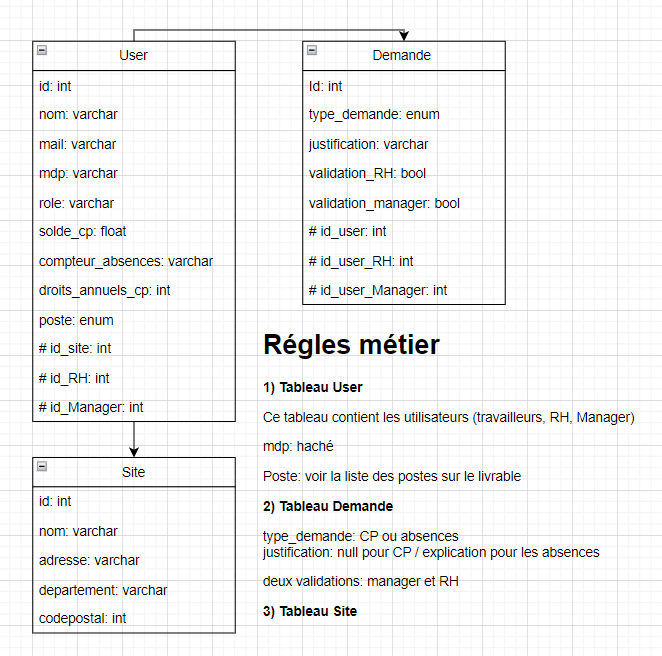 User
id: int
nom: varchar
mail: varchar
mdp: varchar
role: varchar
solde_cp: float
compteur_absences: varchar
droits_annuels_cp: int
poste: enum
# id_site: int
# id_RH: int
# id_Manager: int
Demande
Id: int
type_demande: enum
justification: varchar
validation_RH: bool
validation_manager: bool
# id_user: int
# id_user_RH: int
# id_user_Manager: int
Site
id: int
nom: varchar
adresse: varchar
departement: varchar
codepostal: int
Régles métier
1) Tableau User
Ce tableau contient les utilisateurs (travailleurs, RH, Manager)
mdp: haché
Poste: voir la liste des postes sur le livrable
2) Tableau Demande
type_demande: CP ou absences
justification: null pour CP / explication pour les absences
deux validations: manager et RH
3) Tableau Site